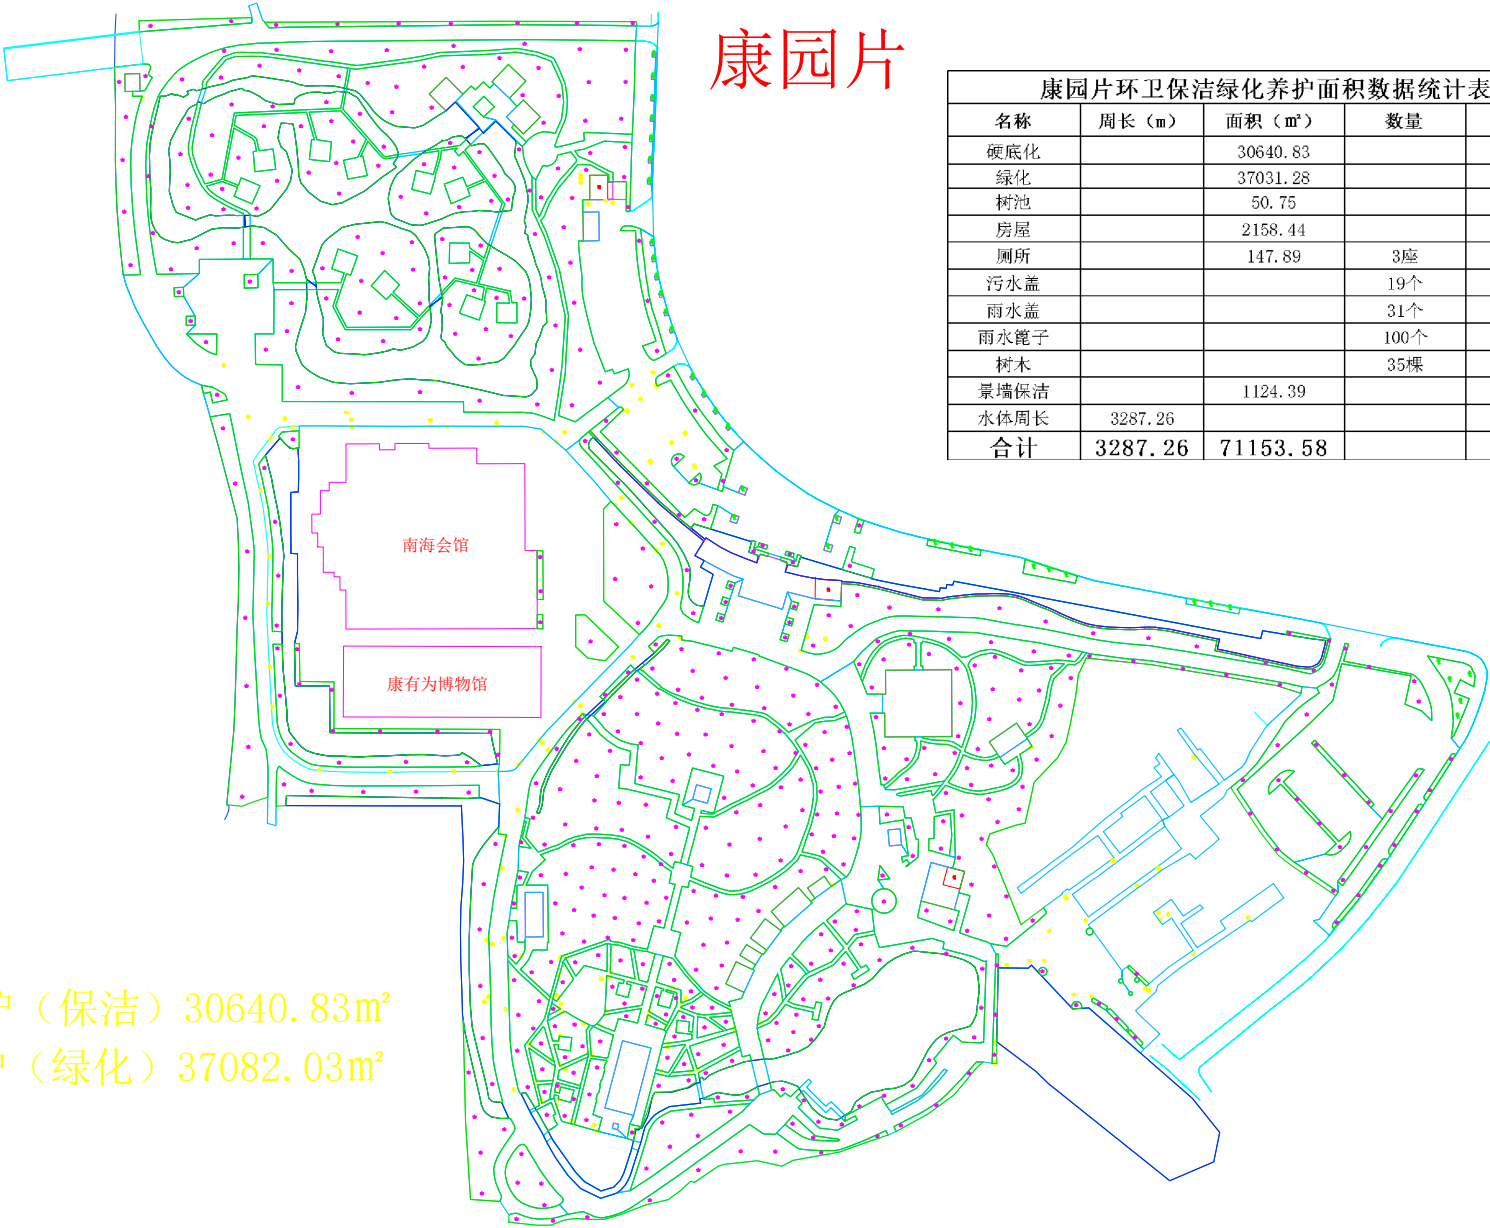 康园片
康园片环卫保洁绿化养护面积数据统计表
名称 周长（m） 面积（㎡） 数量
硬底化 30640.83
绿化 37031.28
树池 50.75
房屋 2158.44
厕所 147.89 3座
污水盖 19个
雨水盖 31个
雨水篦子 100个
树木 35棵
景墙保洁 1124.39
水体周长 3287.26
合计 3287.26 71153.58
南海会馆
康有为博物馆
护（保洁）30640.83㎡
护（绿化）37082.03㎡